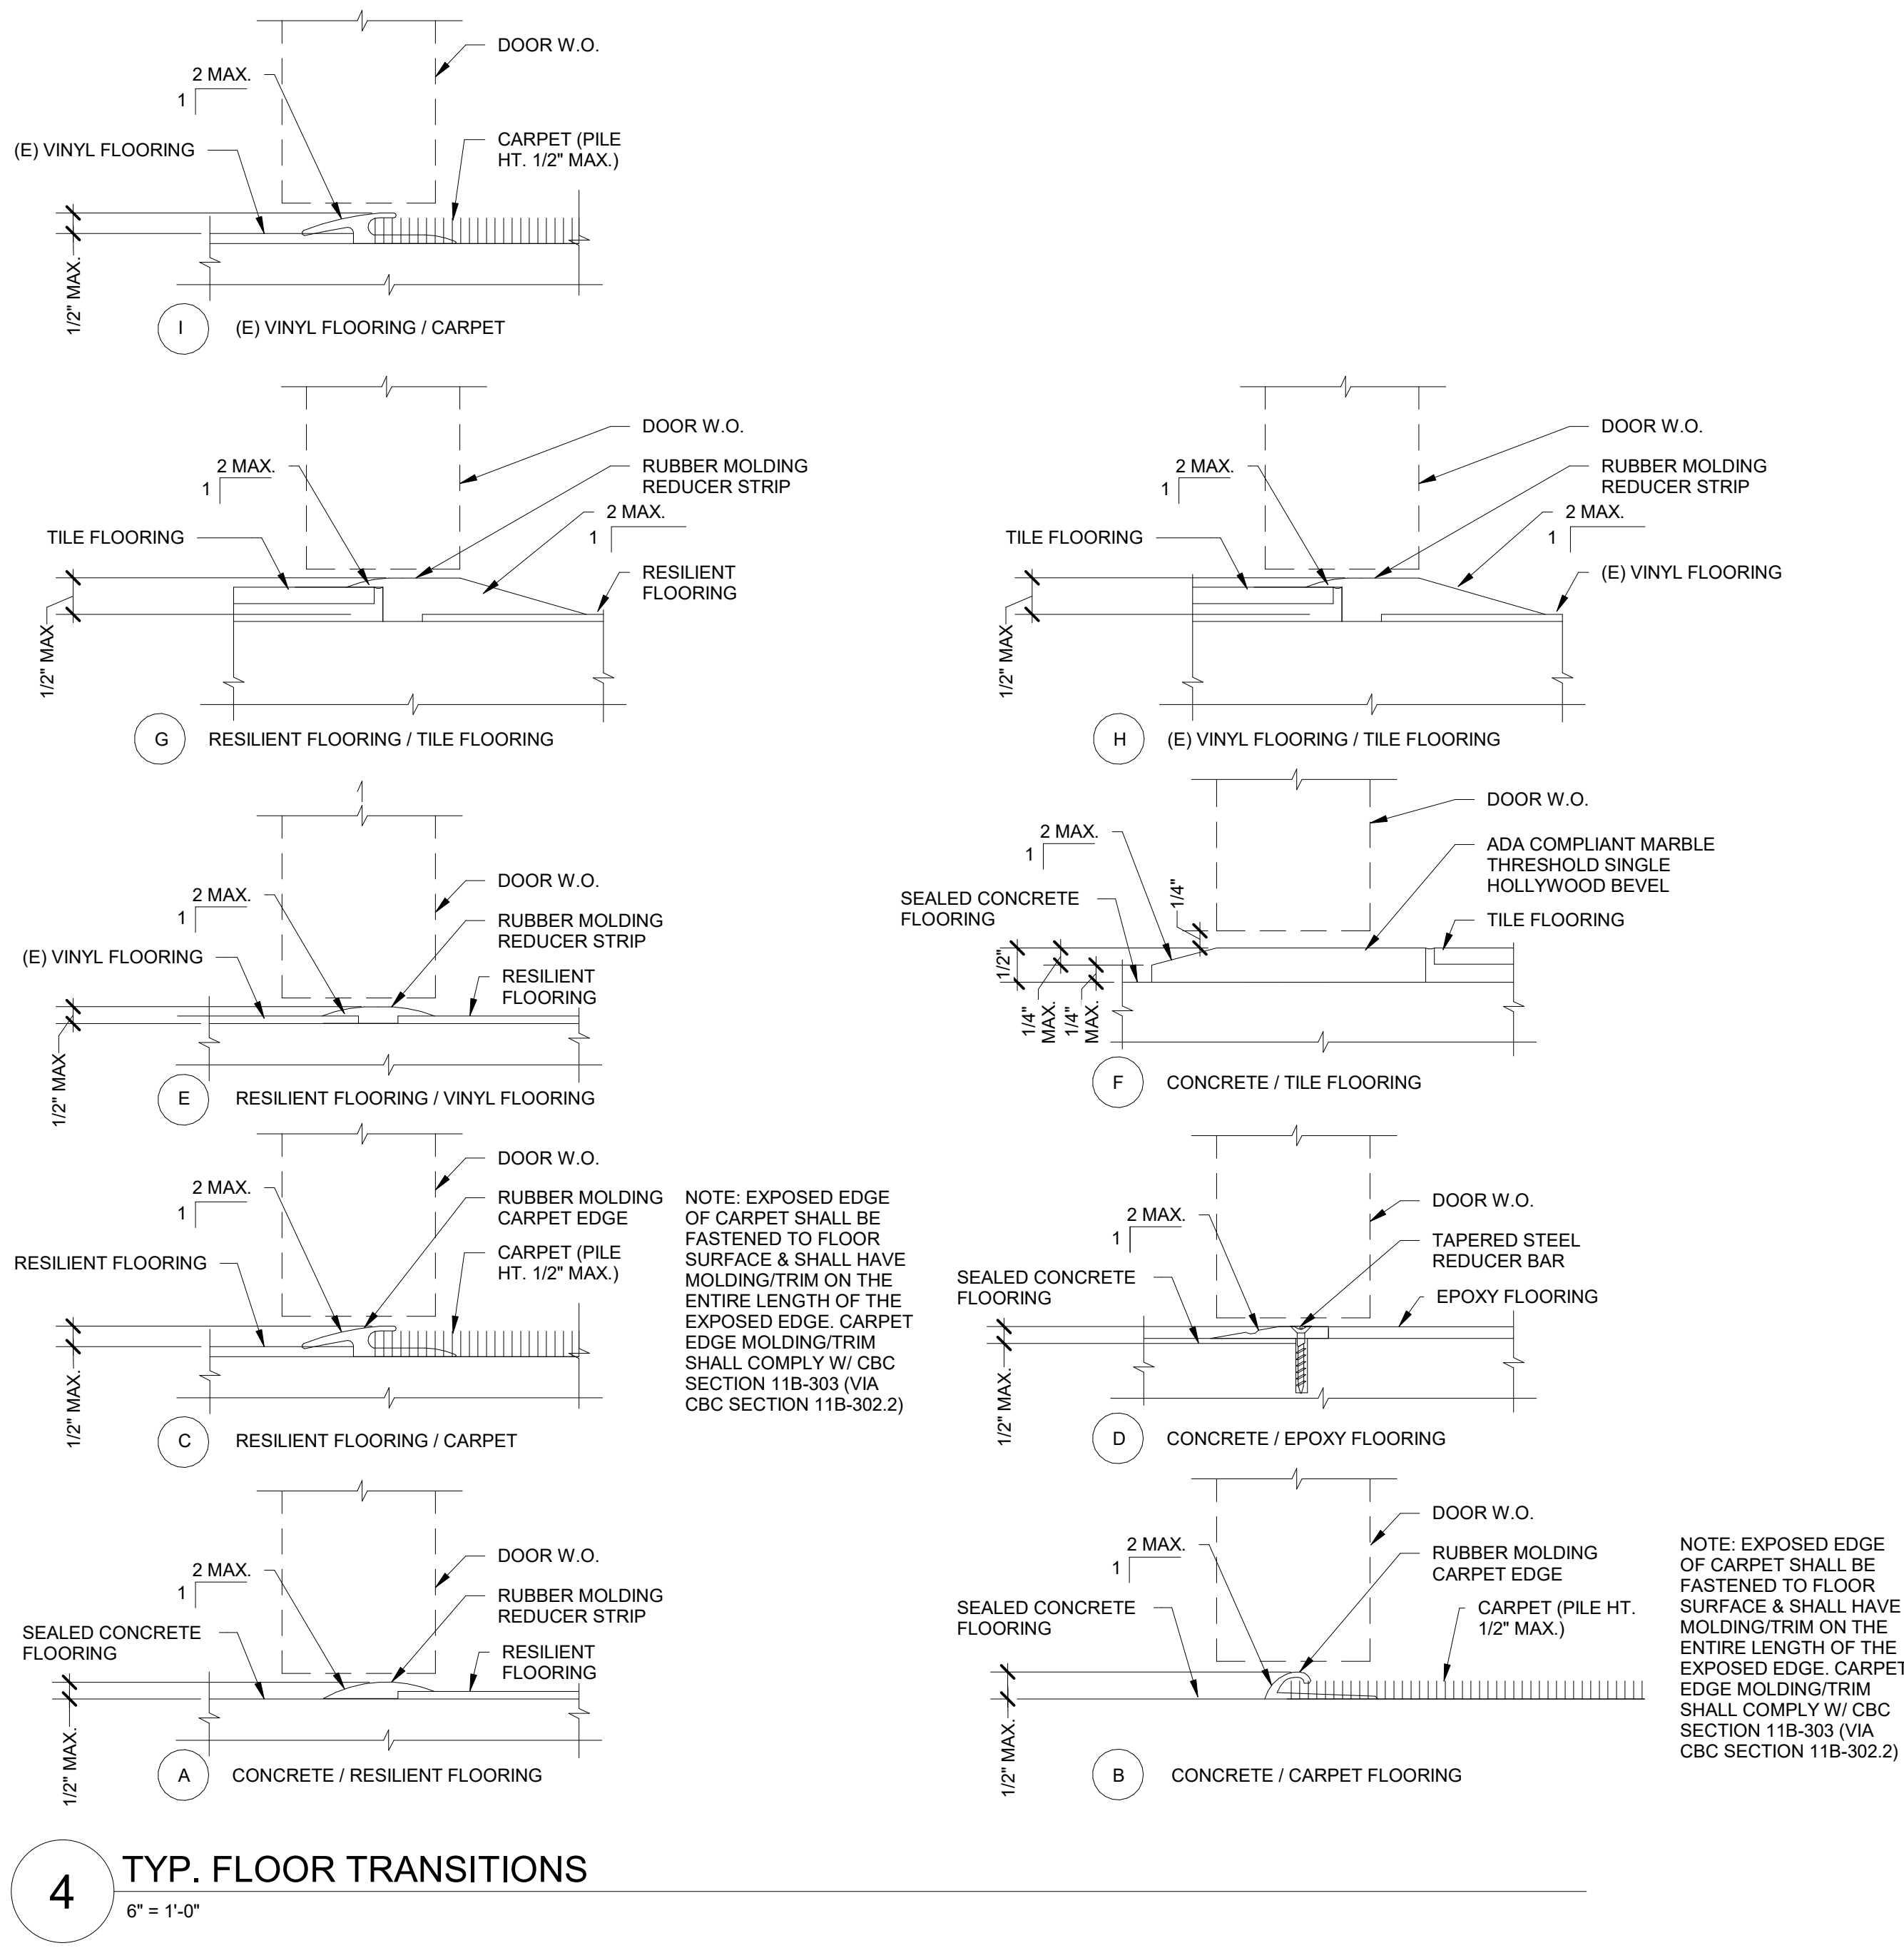 DOOR W.O.
2 MAX.
1
(E) VINYL FLOORING
CARPET (PILE
HT. 1/2" MAX.)
1/2" MAX.
I
(E) VINYL FLOORING / CARPET
DOOR W.O.
2 MAX.
1
RUBBER MOLDING
REDUCER STRIP
2 MAX.
1
TILE FLOORING
RESILIENT
FLOORING
1/2" MAX
G
RESILIENT FLOORING / TILE FLOORING
DOOR W.O.
2 MAX.
1
RUBBER MOLDING
REDUCER STRIP
2 MAX.
1
TILE FLOORING
(E) VINYL FLOORING
1/2" MAX
H
(E) VINYL FLOORING / TILE FLOORING
DOOR W.O.
2 MAX.
1
RUBBER MOLDING
REDUCER STRIP
(E) VINYL FLOORING
RESILIENT
FLOORING
1/2" MAX
E
RESILIENT FLOORING / VINYL FLOORING
DOOR W.O.
2 MAX.
1
ADA COMPLIANT MARBLE
THRESHOLD SINGLE
HOLLYWOOD BEVEL
SEALED CONCRETE
FLOORING
1/4"
TILE FLOORING
1/2"
1/4"
MAX.
1/4"
MAX.
F
CONCRETE / TILE FLOORING
DOOR W.O.
2 MAX.
1
RUBBER MOLDING
CARPET EDGE
RESILIENT FLOORING
CARPET (PILE
HT. 1/2" MAX.)
1/2" MAX.
C
RESILIENT FLOORING / CARPET
NOTE: EXPOSED EDGE
OF CARPET SHALL BE
FASTENED TO FLOOR
SURFACE & SHALL HAVE
MOLDING/TRIM ON THE
ENTIRE LENGTH OF THE
EXPOSED EDGE. CARPET
EDGE MOLDING/TRIM
SHALL COMPLY W/ CBC
SECTION 11B-303 (VIA
CBC SECTION 11B-302.2)
DOOR W.O.
2 MAX.
1
TAPERED STEEL
REDUCER BAR
SEALED CONCRETE
FLOORING
EPOXY FLOORING
1/2" MAX.
D
CONCRETE / EPOXY FLOORING
DOOR W.O.
2 MAX.
1
RUBBER MOLDING
REDUCER STRIP
SEALED CONCRETE
FLOORING
RESILIENT
FLOORING
1/2" MAX.
A
CONCRETE / RESILIENT FLOORING
DOOR W.O.
2 MAX.
1
RUBBER MOLDING
CARPET EDGE
SEALED CONCRETE
FLOORING
CARPET (PILE HT.
1/2" MAX.)
1/2" MAX.
B
CONCRETE / CARPET FLOORING
NOTE: EXPOSED EDGE
OF CARPET SHALL BE
FASTENED TO FLOOR
SURFACE & SHALL HAVE
MOLDING/TRIM ON THE
ENTIRE LENGTH OF THE
EXPOSED EDGE. CARPET
EDGE MOLDING/TRIM
SHALL COMPLY W/ CBC
SECTION 11B-303 (VIA
CBC SECTION 11B-302.2)
4
TYP. FLOOR TRANSITIONS
6" = 1'-0"